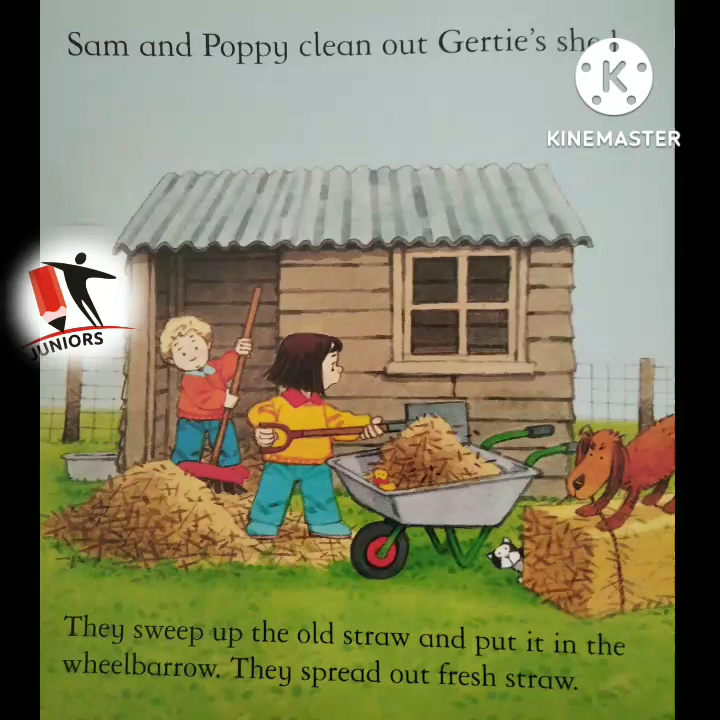 Sam and Poppy clean out Gertie's
KINEMASTER
JUNIORS
They sweep up the old straw and put it in the
wheelbarrow. They spread out fresh straw.